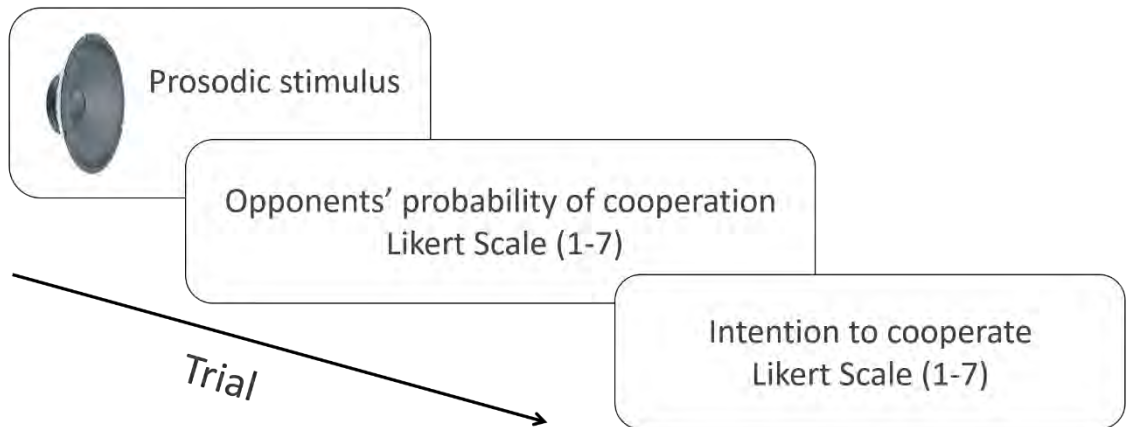 Prosodic stimulus
Opponents’ probability of cooperation
Likert Scale (1-7)
Intention to cooperate
Likert Scale (1-7)
Trial